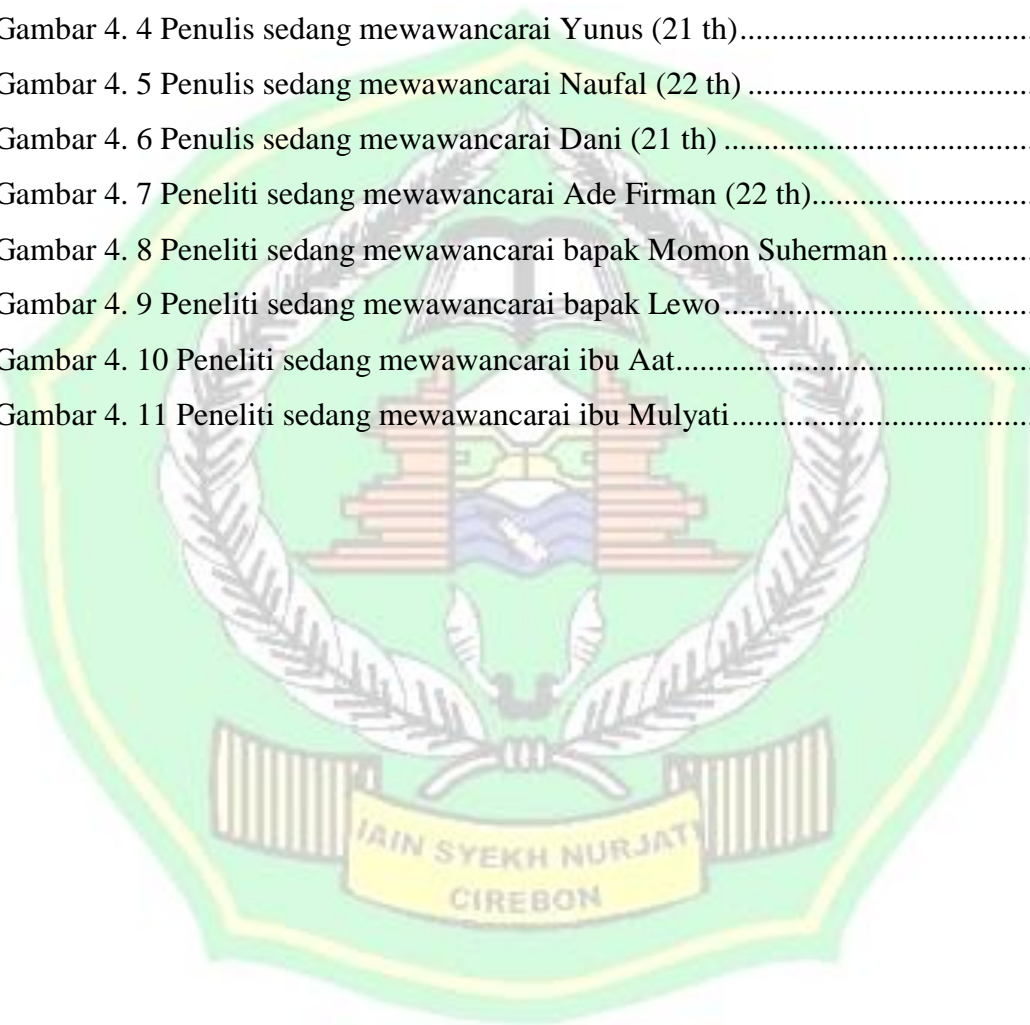 Gambar 4. 4 Penulis sedang mewawancarai Yunus (21 th)....................................
Gambar 4. 5 Penulis sedang mewawancarai Naufal (22 th) ...................................
Gambar 4. 6 Penulis sedang mewawancarai Dani (21 th) ......................................
Gambar 4. 7 Peneliti sedang mewawancarai Ade Firman (22 th)...........................
Gambar 4. 8 Peneliti sedang mewawancarai bapak Momon Suherman .................
Gambar 4. 9 Peneliti sedang mewawancarai bapak Lewo......................................
Gambar 4. 10 Peneliti sedang mewawancarai ibu Aat...........................................
Gambar 4. 11 Peneliti sedang mewawancarai ibu Mulyati.....................................
IAIN SYEKH NURJATI
CIREBON